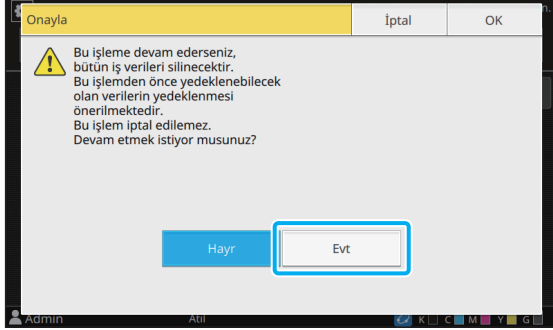 Onayla
İptal
OK
Bu işleme devam ederseniz,
bütün iş verileri silinecektir.
Bu işlemden önce yedeklenebilecek
olan verilerin yedeklenmesi
önerilmektedir.
Bu işlem iptal edilemez.
Devam etmek istiyor musunuz?
Hayr
Evt
Admin
Atıl
K C M Y G